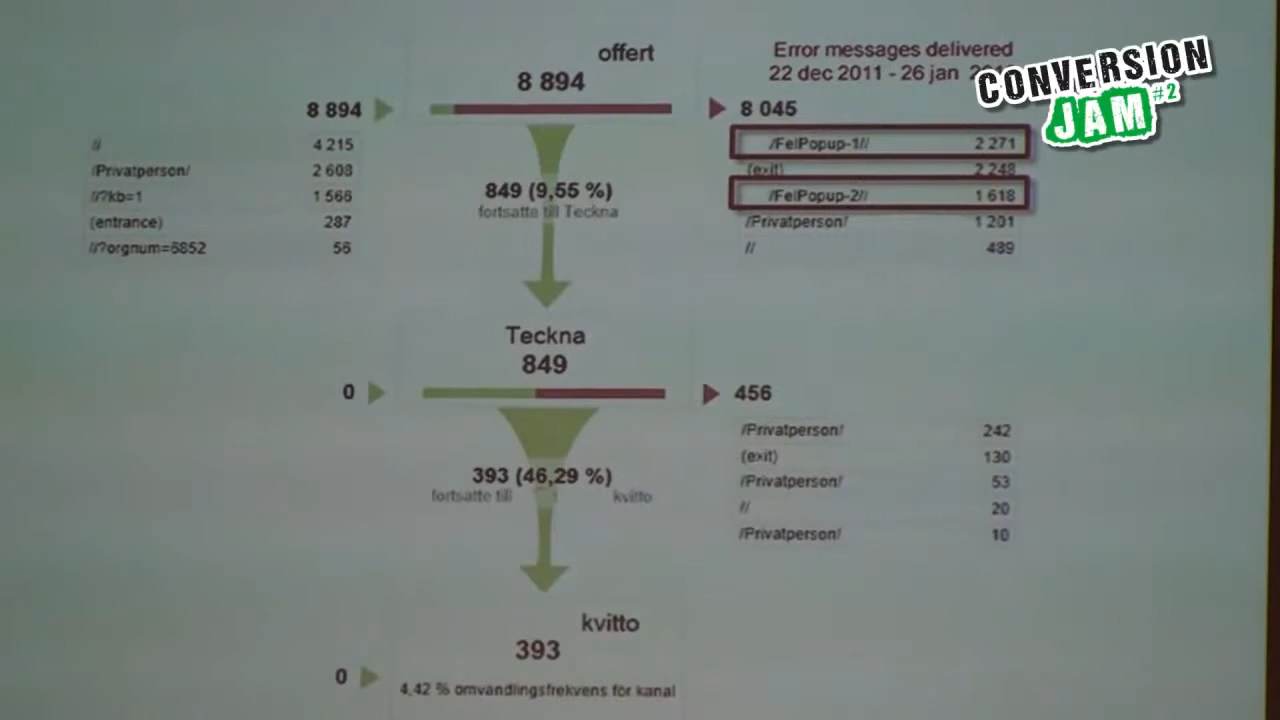 offert
8 894
Error messages delivered
22 dec 2011 - 26 jan
CONVERSION
JAM #2
8 894
8 045
// 4 215
/Privatperson/ 2 608
//?kb=1 1 566
(entrance) 287
//?orgnum=6852 56
849 (9,55 %)
fortsatte till Teckna
/FelPopup-1// 2 271
(exit) 2 248
/FelPopup-2// 1 618
/Privatperson/ 1 201
// 489
Teckna
849
0
456
393 (46,29 %)
fortsatte till kvitto
/Privatperson/ 242
(exit) 130
/Privatperson/ 53
// 20
/Privatperson/ 10
kvitto
393
0
4,42 % omvandlingsfrekvens för kanal